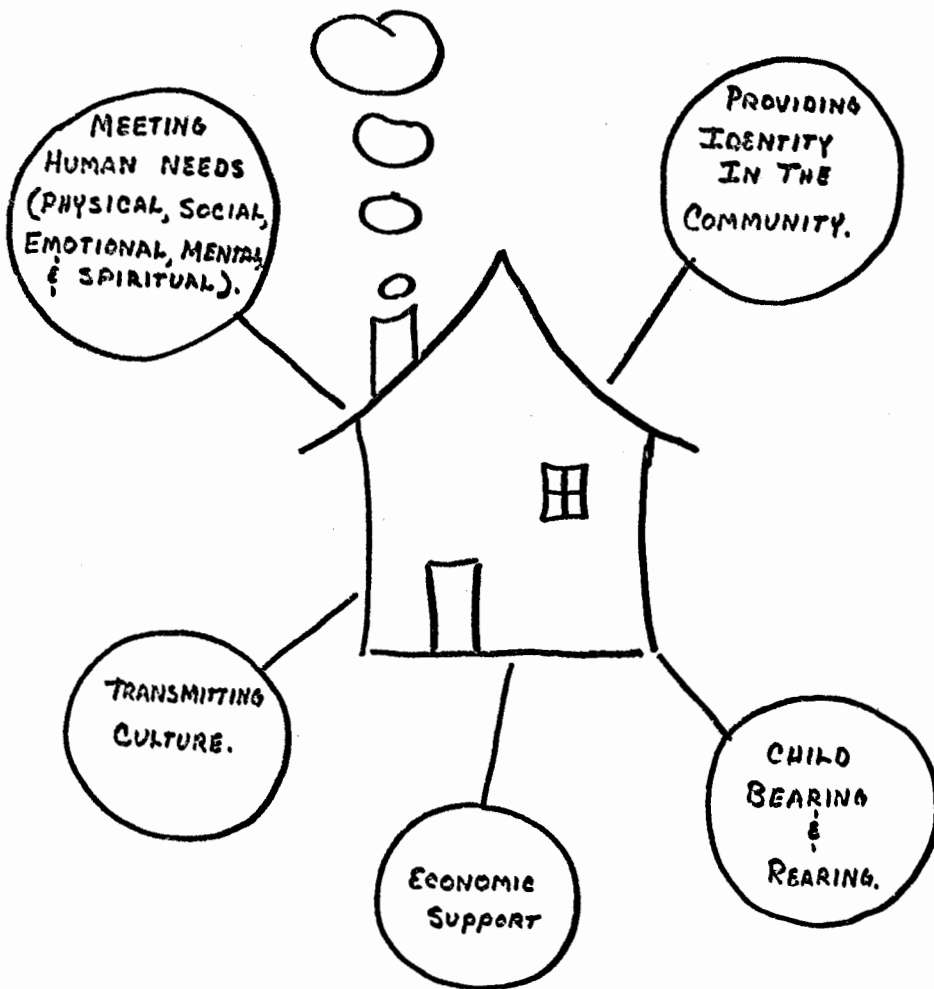 MEETING
HUMAN NEEDS
(PHYSICAL, SOCIAL,
EMOTIONAL, MENTAL,
& SPIRITUAL).
PROVIDING
IDENTITY
IN THE
COMMUNITY.
TRANSMITTING
CULTURE.
ECONOMIC
SUPPORT
CHILD
BEARING
&
REARING.